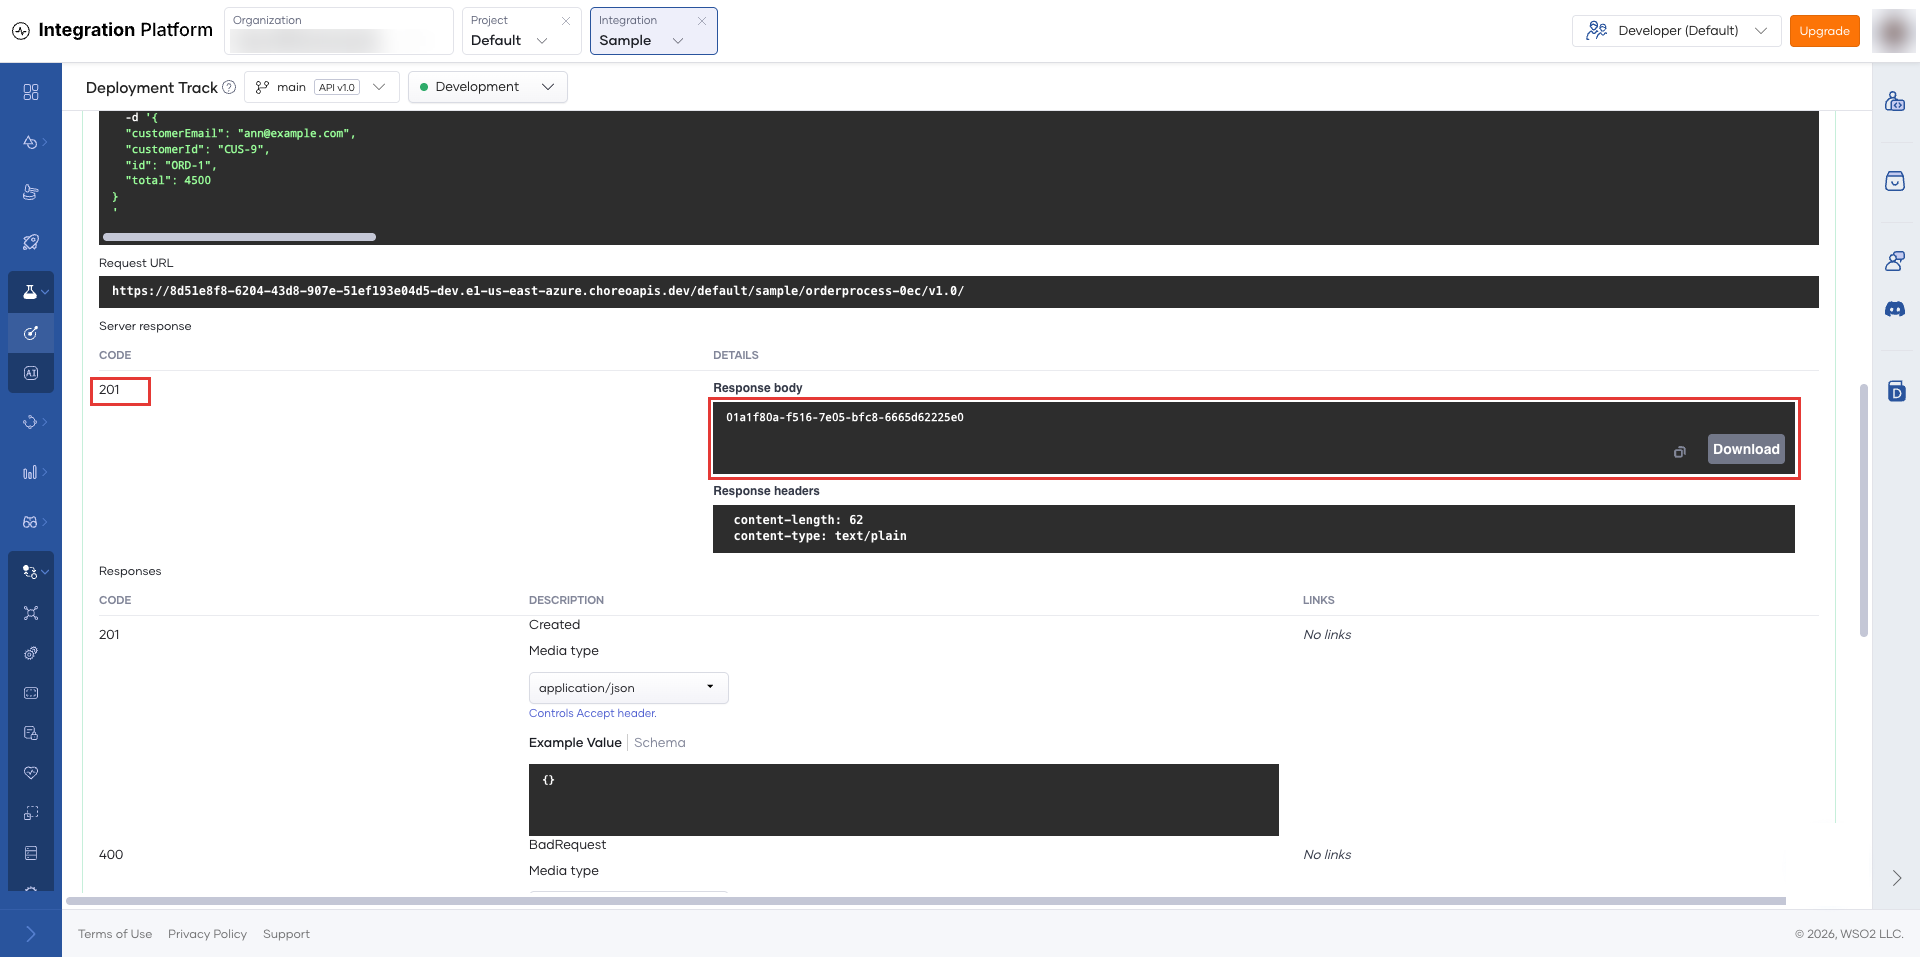 Integration Platform
Organization
Project
Default
Integration
Sample
Developer (Default)
Upgrade
Deployment Track
main
API v1.0
Development
-d '{
"customerEmail": "ann@example.com",
"customerId": "CUS-9",
"id": "ORD-1",
"total": 4500
}
'
Request URL
https://8d51e8f8-6204-43d8-907e-51ef193e04d5-dev.e1-us-east-azure.choreoapis.dev/default/sample/orderprocess-0ec/v1.0/
Server response
CODE
DETAILS
201
Response body
01a1f80a-f516-7e05-bfc8-6665d62225e0
Download
Response headers
content-length: 62
content-type: text/plain
Responses
CODE
DESCRIPTION
LINKS
201
Created
No links
Media type
application/json
Controls Accept header.
Example Value
Schema
{}
400
BadRequest
No links
Media type
Terms of Use
Privacy Policy
Support
© 2026, WSO2 LLC.
AI
D